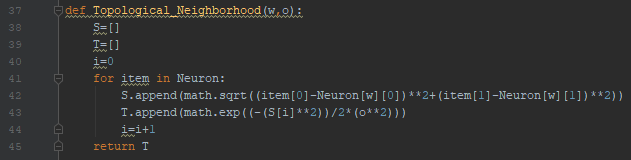 37 def Topological_Neighborhood(w,o):
38 S=[]
39 T=[]
40 i=0
41 for item in Neuron:
42 S.append(math.sqrt((item[0]-Neuron[w][0])**2+(item[1]-Neuron[w][1])**2))
43 T.append(math.exp((-(S[i]**2))/2*(o**2)))
44 i=i+1
45 return T